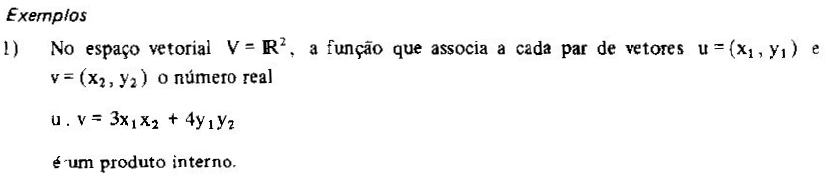 Exemplos
1) No espaço vetorial V = ℝ², a função que associa a cada par de vetores u = (x₁, y₁) e
v = (x₂, y₂) o número real
u . v = 3x₁x₂ + 4y₁y₂
é um produto interno.